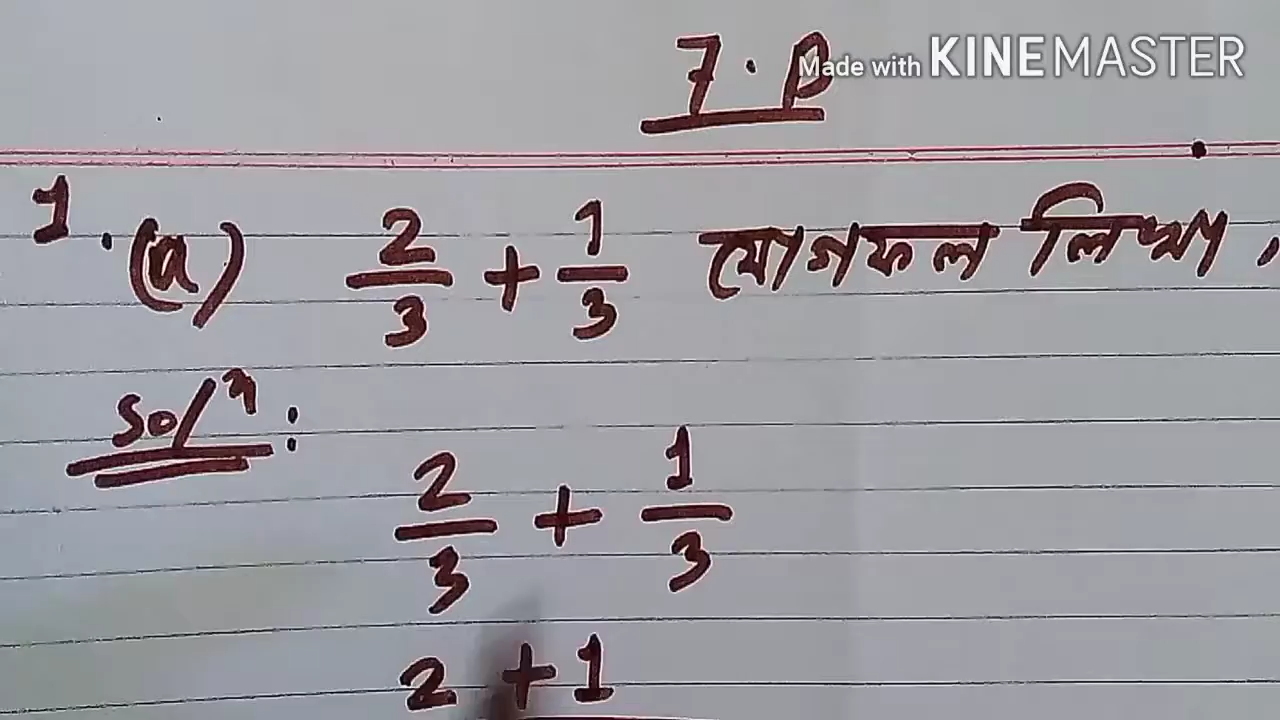 7.B
Made with KINEMASTER
1.(a) 2/3 + 1/3 যোগফল লিখা,
Solⁿ:
2/3 + 1/3
2 + 1